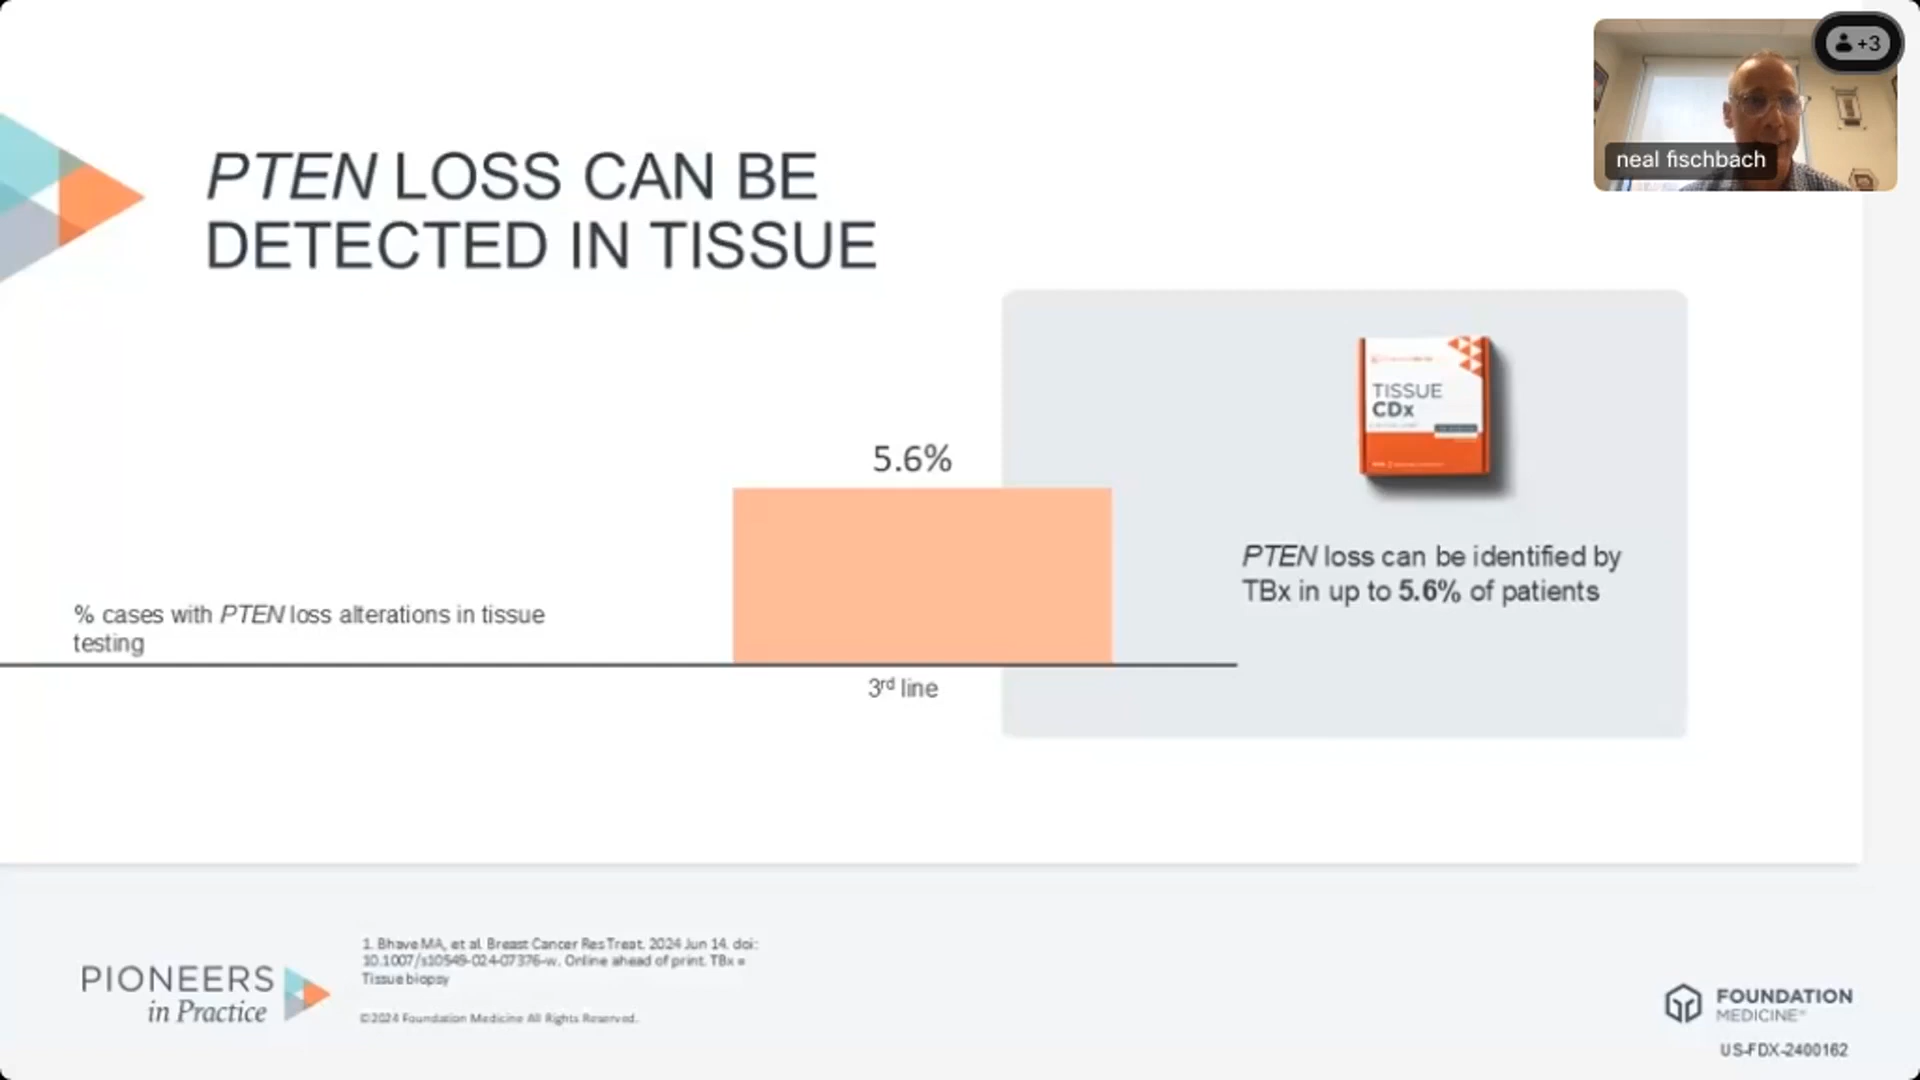 +3
neal fischbach
PTEN LOSS CAN BE
DETECTED IN TISSUE
TISSUE
CDx
5.6%
PTEN loss can be identified by
TBx in up to 5.6% of patients
% cases with PTEN loss alterations in tissue
testing
3rd line
1. Bhave MA, et al. Breast Cancer Res Treat. 2024 Jun 14. doi:
10.1007/s10549-024-07376-w. Online ahead of print. TBx =
Tissue biopsy
©2024 Foundation Medicine All Rights Reserved.
PIONEERS
in Practice
FOUNDATION
MEDICINE
US-FDX-2400162